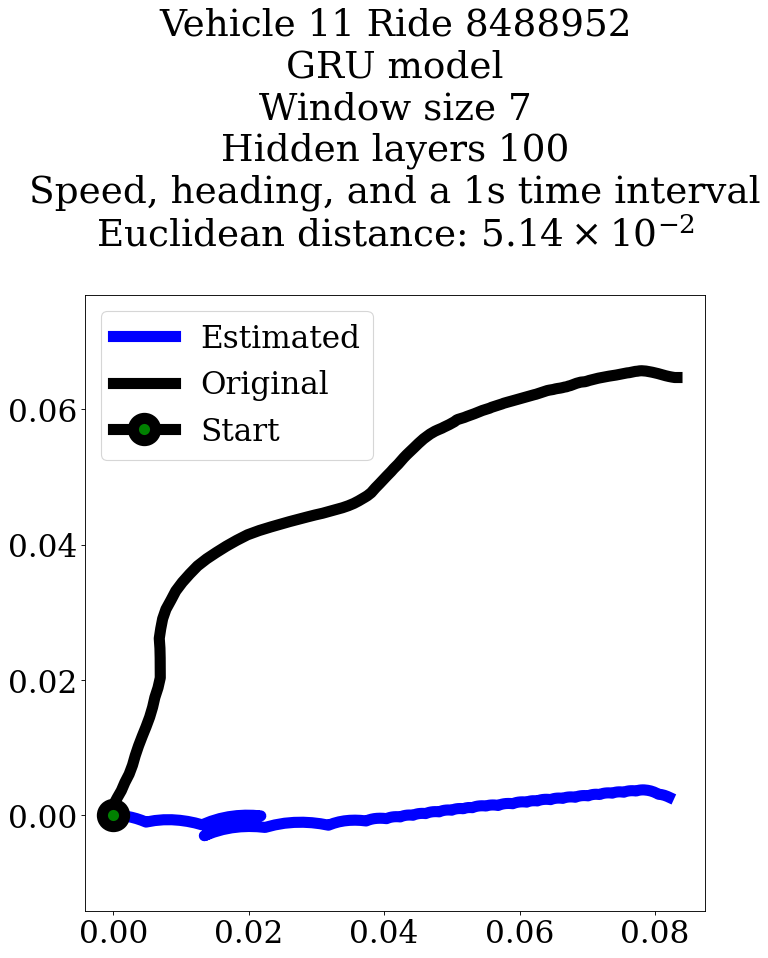 Vehicle 11 Ride 8488952
GRU model
Window size 7
Hidden layers 100
Speed, heading, and a 1s time interval
Euclidean distance: 5.14 × 10⁻²
Estimated
Original
Start
0.06
0.04
0.02
0.00
0.00 0.02 0.04 0.06 0.08